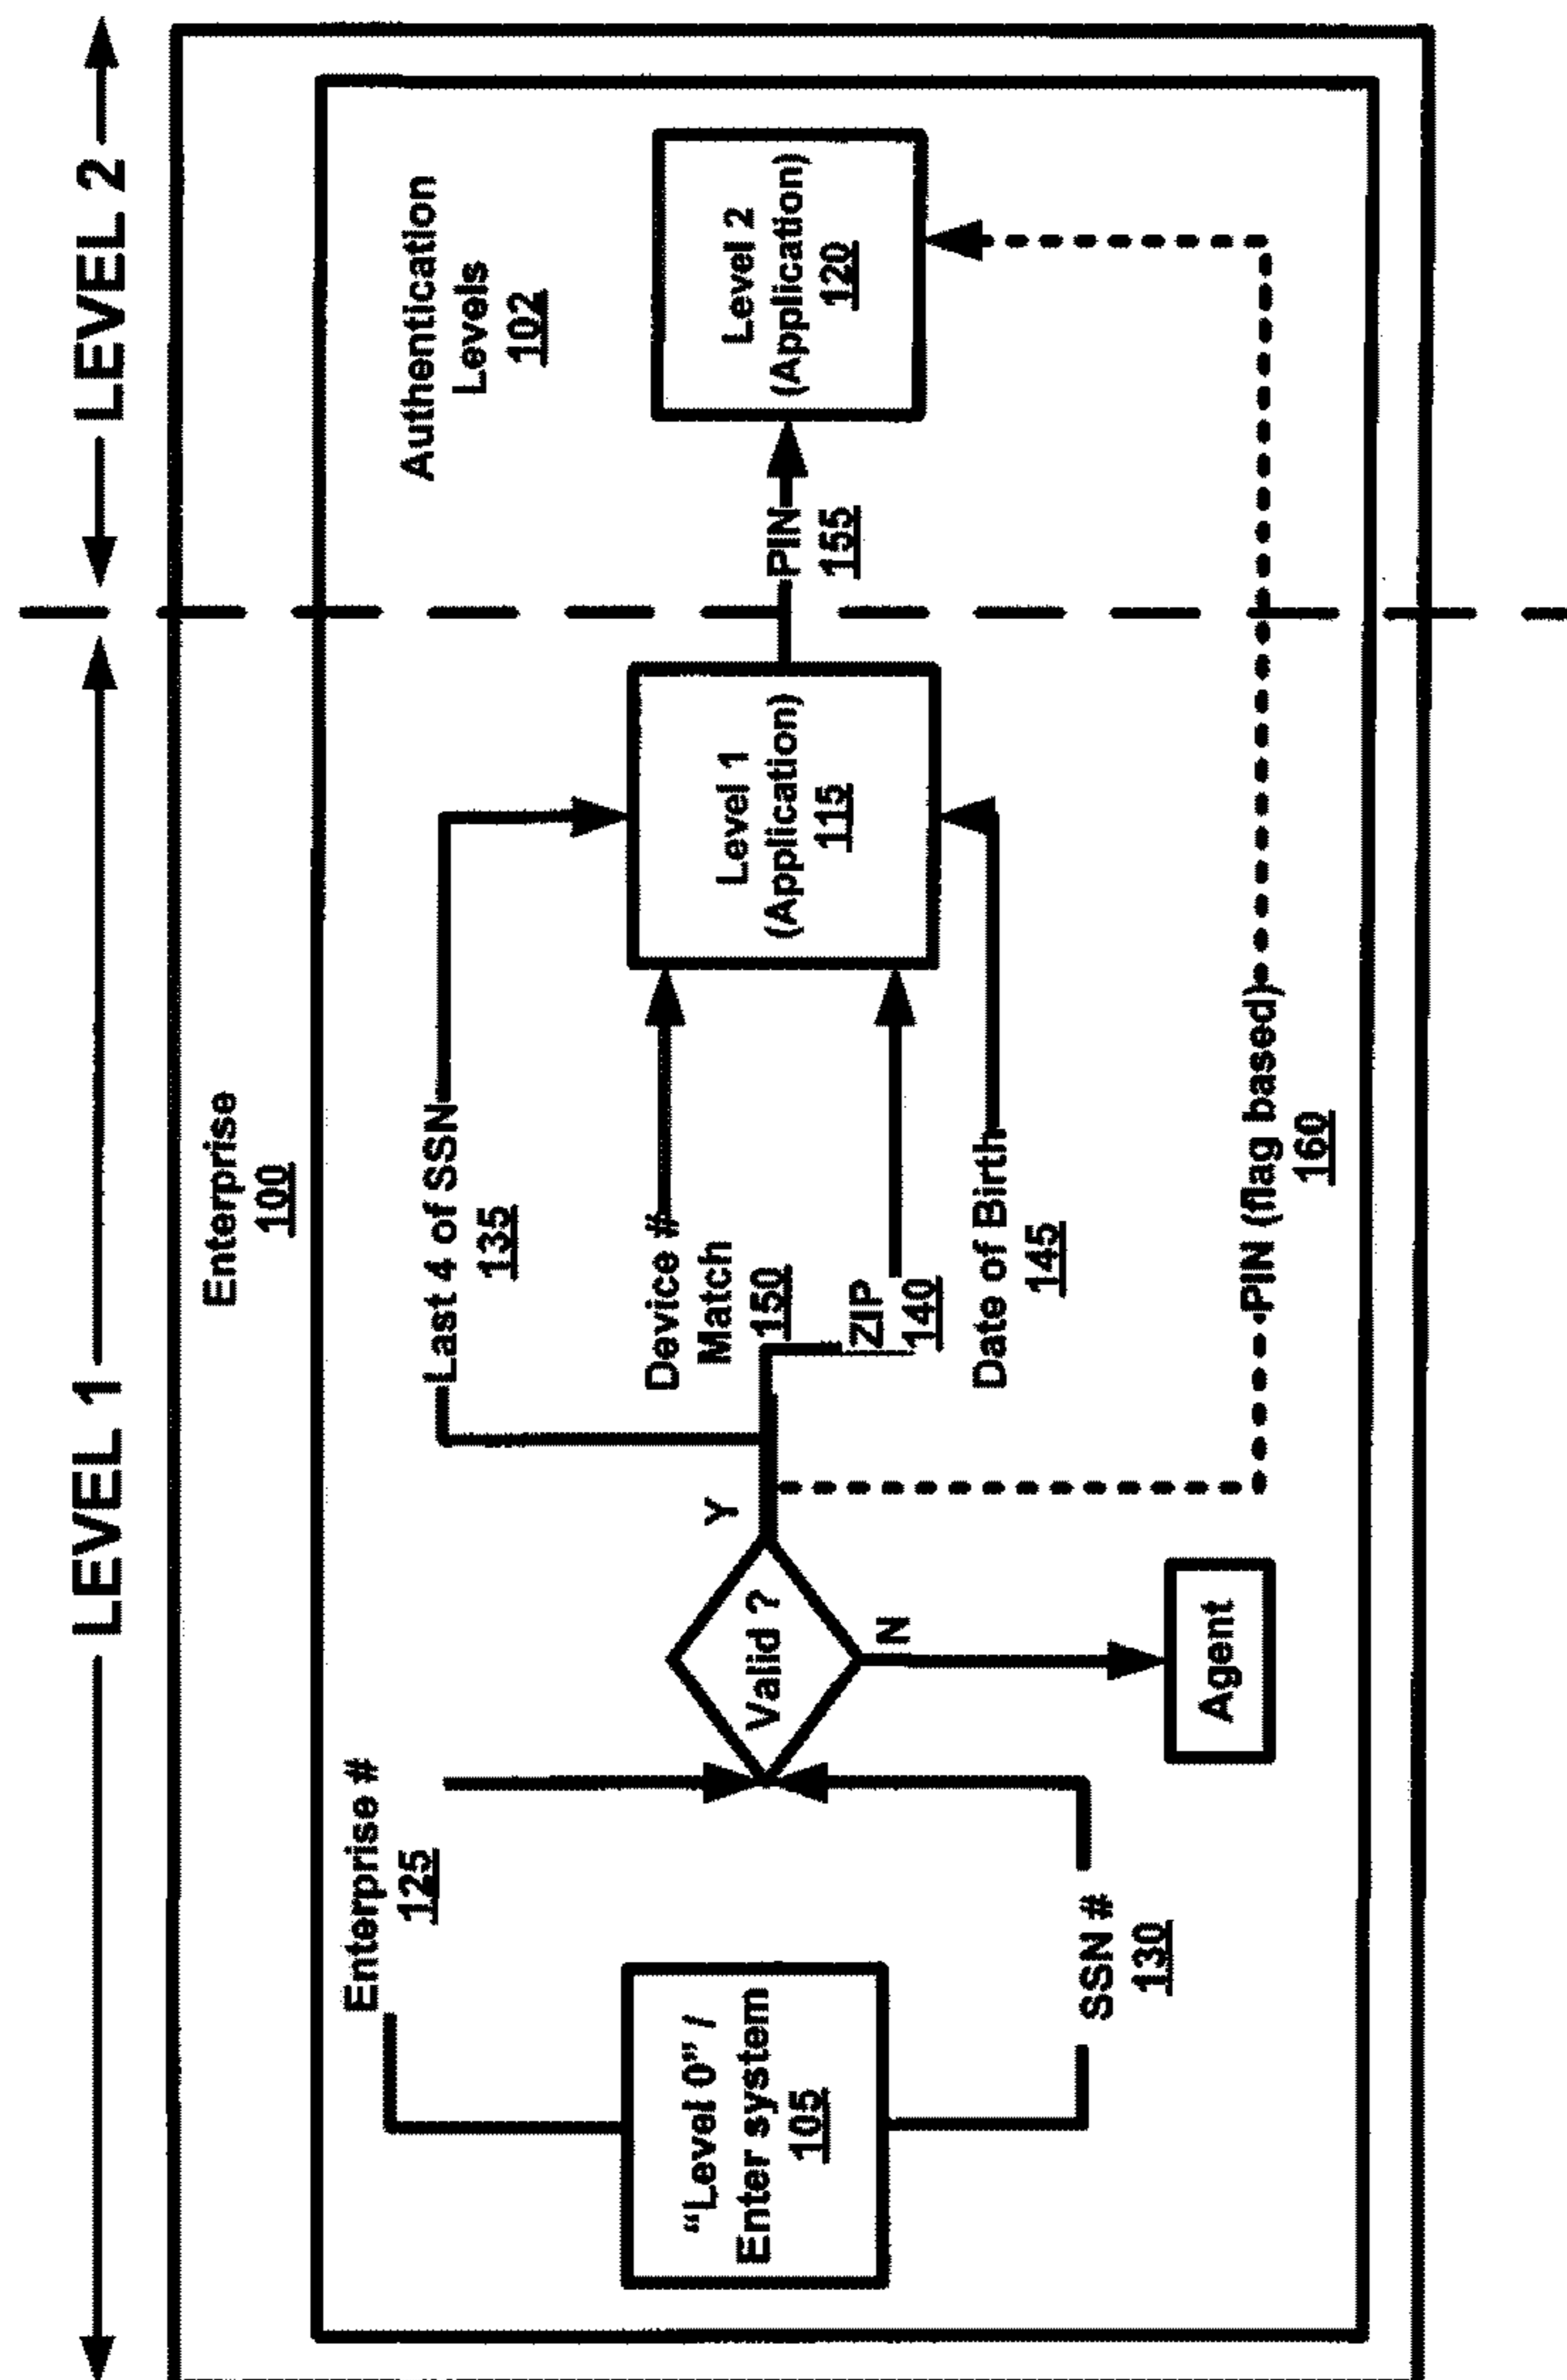 LEVEL 1
LEVEL 2
Enterprise
100
Authentication
Levels
102
Enterprise #
125
"Level 0" /
Enter system
105
SSN #
130
Valid ?
Y
N
Agent
Last 4 of SSN
135
Device #
Match
150
ZIP
140
Date of Birth
145
Level 1
(Application)
115
PIN
155
Level 2
(Application)
120
PIN (flag based)
160